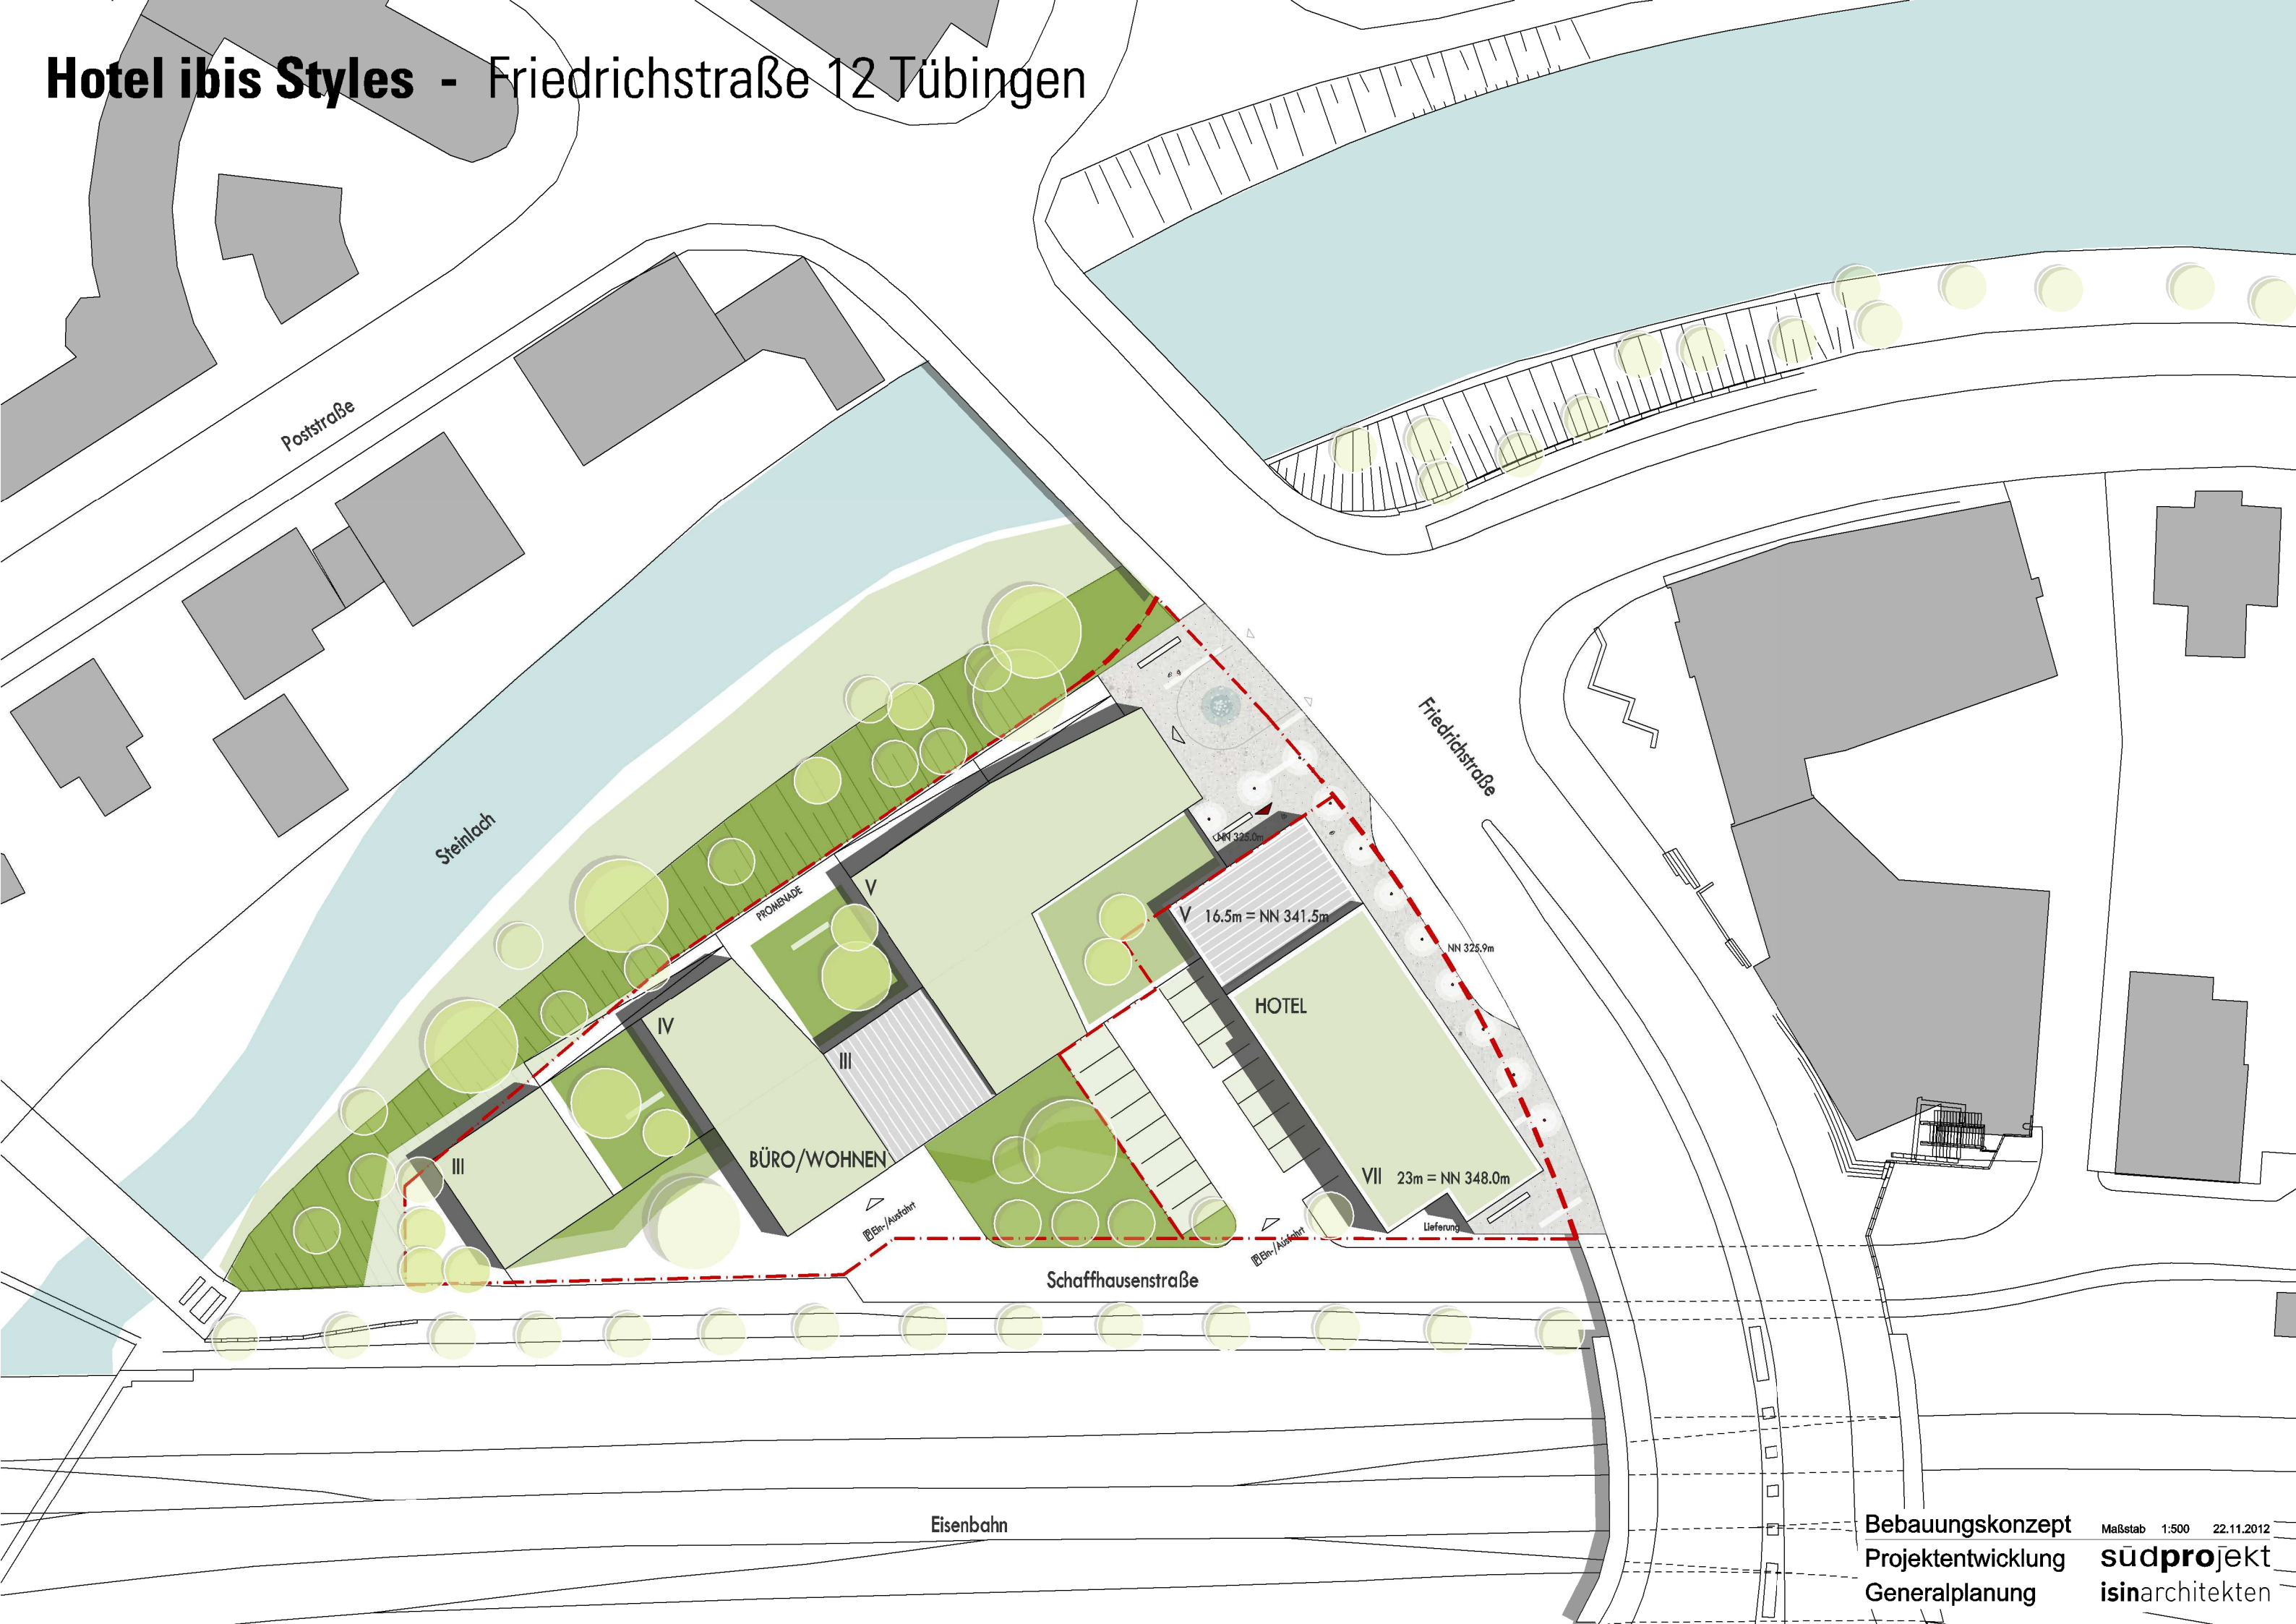 Hotel ibis Styles - Friedrichstraße 12 Tübingen
Poststraße
Steinlach
Friedrichstraße
PROMENADE
NN 325.0m
V
V 16.5m = NN 341.5m
NN 325.9m
HOTEL
IV
III
BÜRO/WOHNEN
III
VII 23m = NN 348.0m
Lieferung
P Ein-/Ausfahrt
P Ein-/Ausfahrt
Schaffhausenstraße
Eisenbahn
Bebauungskonzept Maßstab 1:500 22.11.2012
Projektentwicklung südprojekt
Generalplanung isinarchitekten